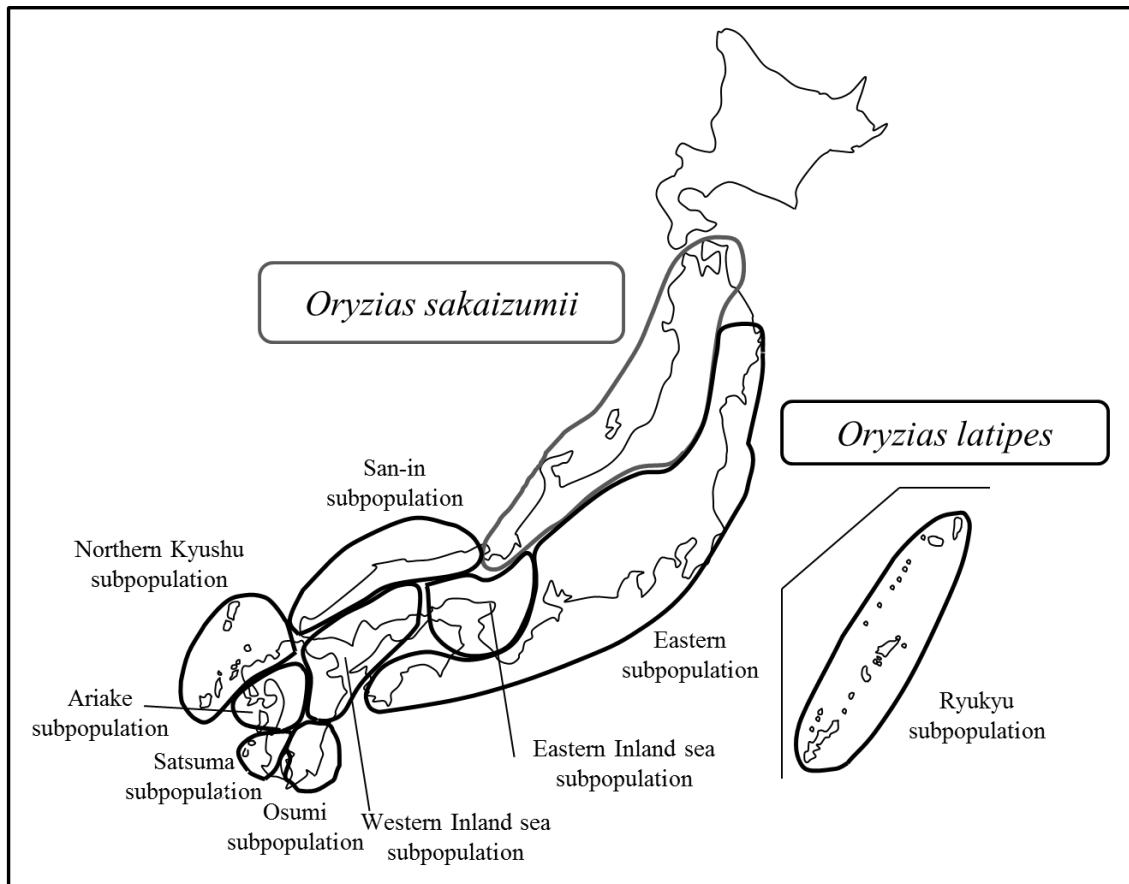 Oryzias sakaizumii
Oryzias latipes
San-in
subpopulation
Northern Kyushu
subpopulation
Eastern
subpopulation
Ariake
subpopulation
Ryukyu
subpopulation
Eastern Inland sea
subpopulation
Satsuma
subpopulation
Osumi
subpopulation
Western Inland sea
subpopulation